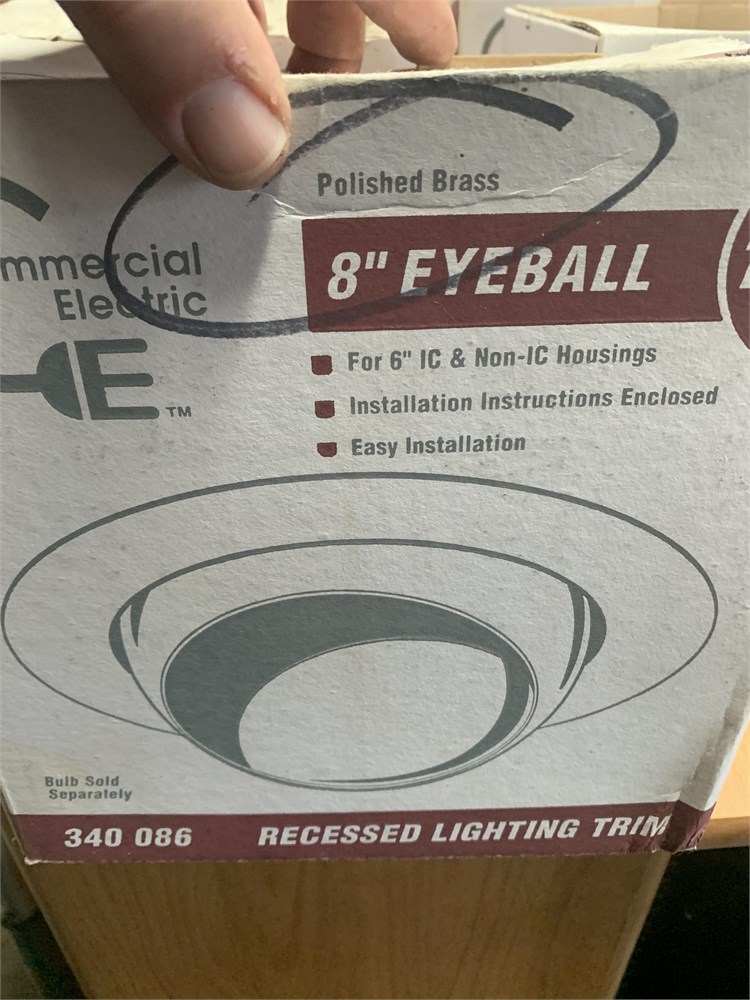 Polished Brass
mmercial
Electric
E™
8" EYEBALL
For 6" IC & Non-IC Housings
Installation Instructions Enclosed
Easy Installation
Bulb Sold
Separately
340 086 RECESSED LIGHTING TRIM